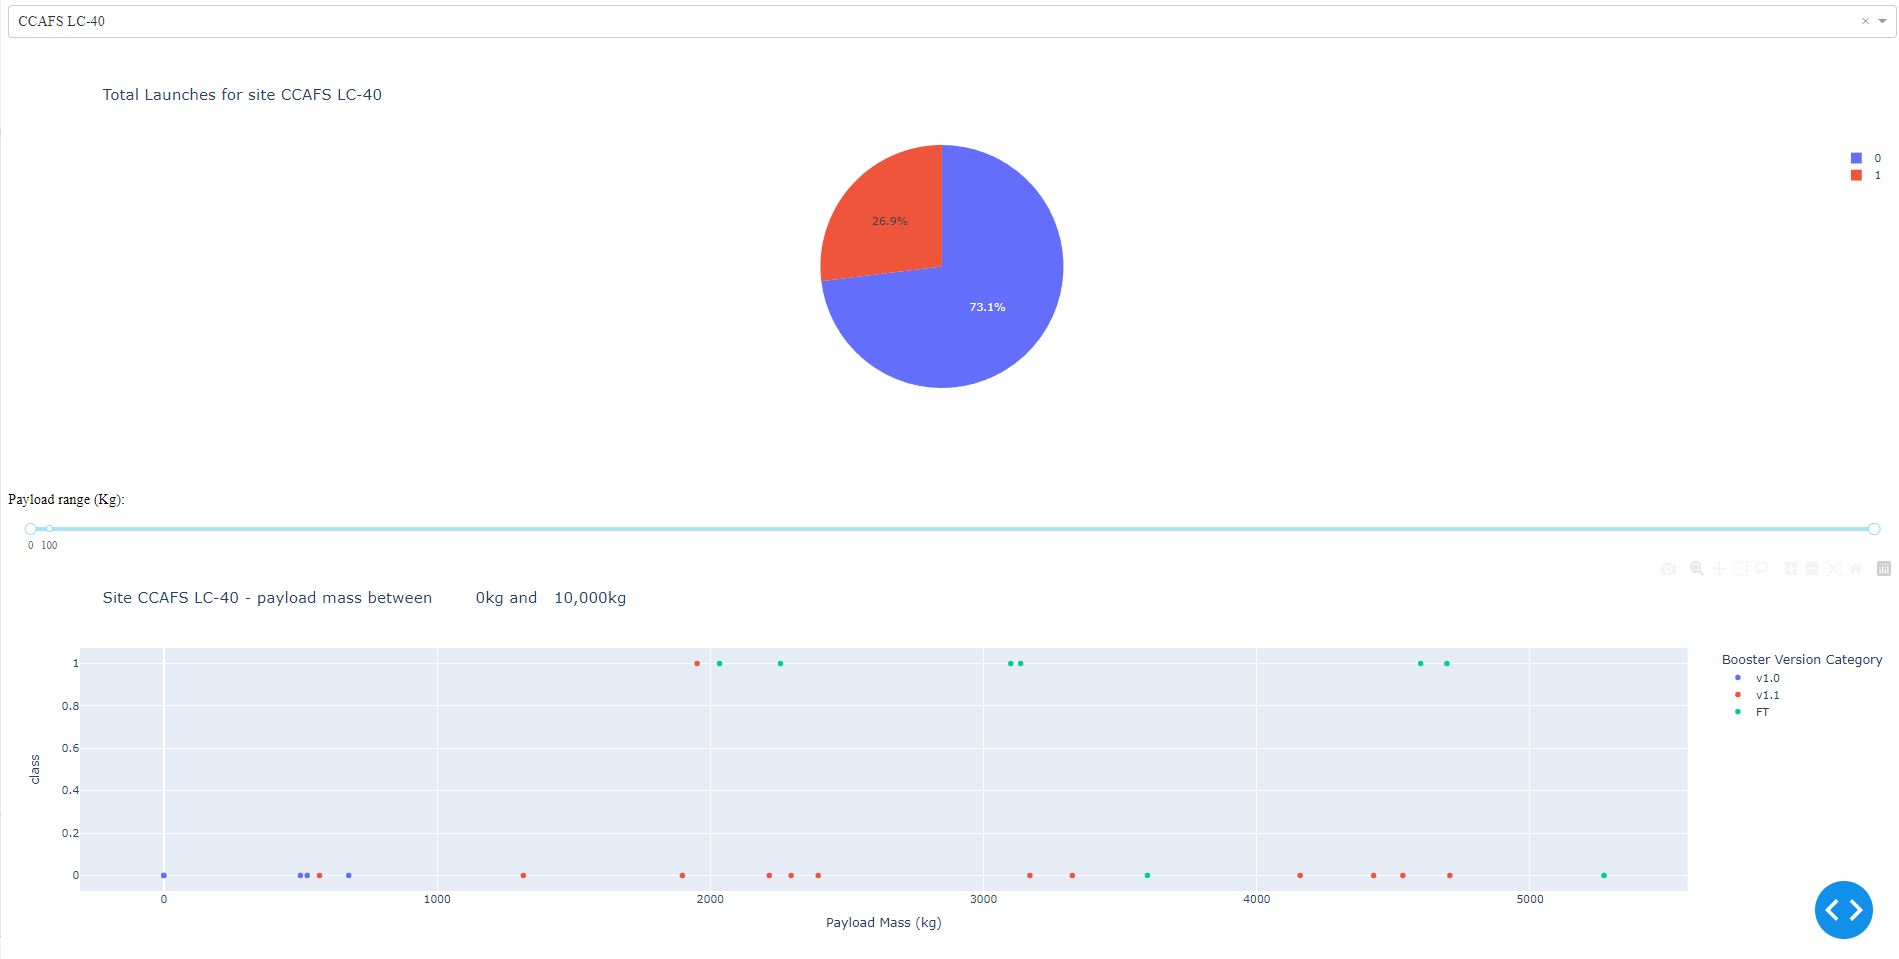 CCAFS LC-40
Total Launches for site CCAFS LC-40
0
1
26.9%
73.1%
Payload range (Kg):
0 100
Site CCAFS LC-40 - payload mass between 0kg and 10,000kg
Booster Version Category
v1.0
v1.1
FT
class
1
0.8
0.6
0.4
0.2
0
0 1000 2000 3000 4000 5000
Payload Mass (kg)